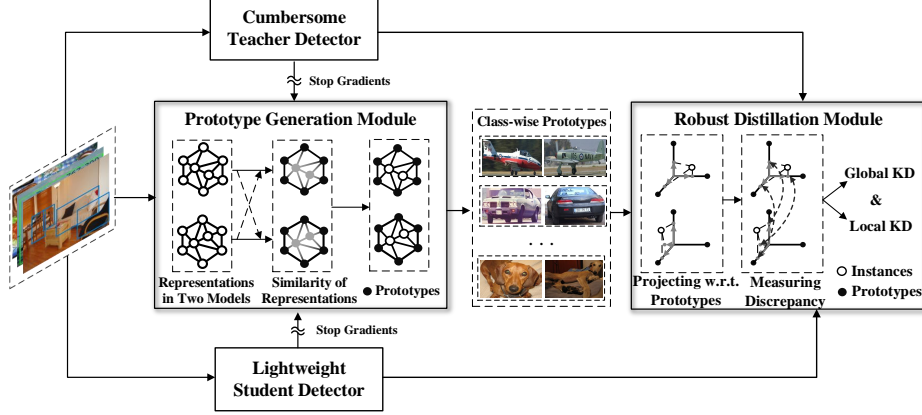 Cumbersome
Teacher Detector
Stop Gradients
Prototype Generation Module
Representations
in Two Models
Similarity of
Representations
Prototypes
Class-wise Prototypes
. . .
Robust Distillation Module
Projecting w.r.t.
Prototypes
Measuring
Discrepancy
Global KD
&
Local KD
Instances
Prototypes
Stop Gradients
Lightweight
Student Detector